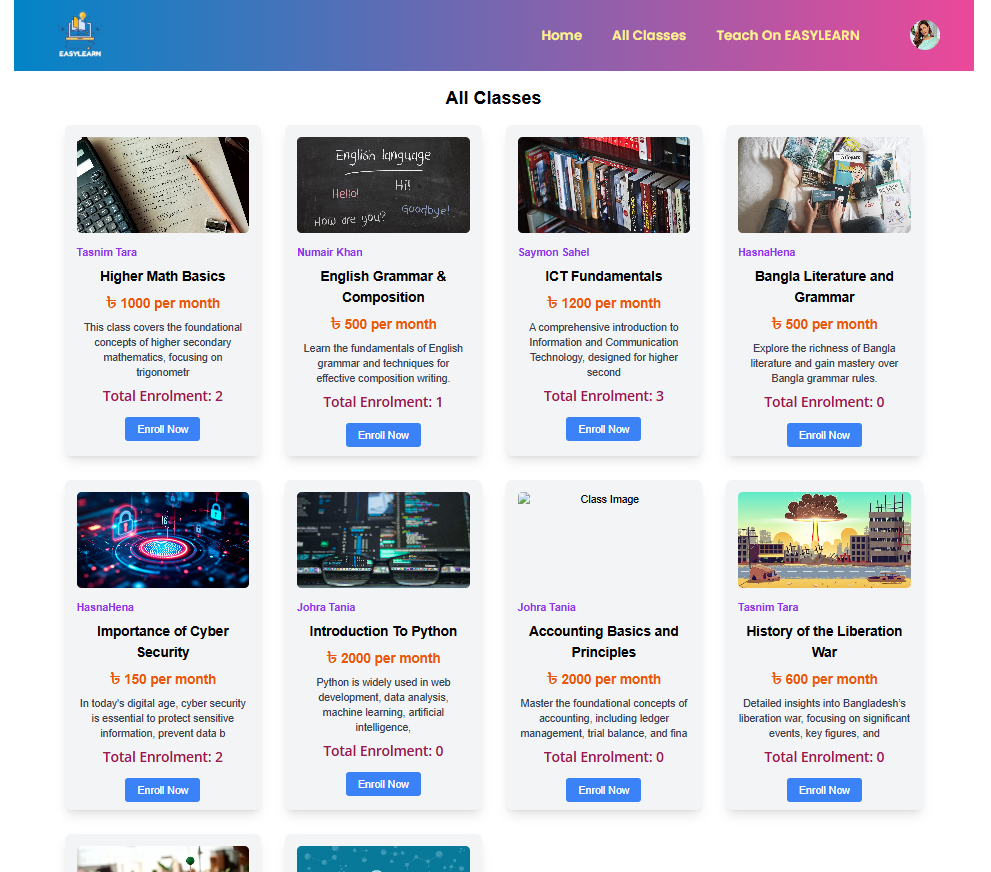 EASYLEARN
Home All Classes Teach On EASYLEARN
All Classes
English language
Hello!
Hi!
How are you?
Goodbye!
Tasnim Tara
Higher Math Basics
৳ 1000 per month
This class covers the foundational
concepts of higher secondary
mathematics, focusing on
trigonometr
Total Enrolment: 2
Enroll Now
Numair Khan
English Grammar &
Composition
৳ 500 per month
Learn the fundamentals of English
grammar and techniques for
effective composition writing.
Total Enrolment: 1
Enroll Now
Saymon Sahel
ICT Fundamentals
৳ 1200 per month
A comprehensive introduction to
Information and Communication
Technology, designed for higher
second
Total Enrolment: 3
Enroll Now
HasnaHena
Bangla Literature and
Grammar
৳ 500 per month
Explore the richness of Bangla
literature and gain mastery over
Bangla grammar rules.
Total Enrolment: 0
Enroll Now
HasnaHena
Importance of Cyber
Security
৳ 150 per month
In today's digital age, cyber security
is essential to protect sensitive
information, prevent data b
Total Enrolment: 2
Enroll Now
Johra Tania
Introduction To Python
৳ 2000 per month
Python is widely used in web
development, data analysis,
machine learning, artificial
intelligence,
Total Enrolment: 0
Enroll Now
Class Image
Johra Tania
Accounting Basics and
Principles
৳ 2000 per month
Master the foundational concepts of
accounting, including ledger
management, trial balance, and fina
Total Enrolment: 0
Enroll Now
Tasnim Tara
History of the Liberation
War
৳ 600 per month
Detailed insights into Bangladesh's
liberation war, focusing on significant
events, key figures, and
Total Enrolment: 0
Enroll Now